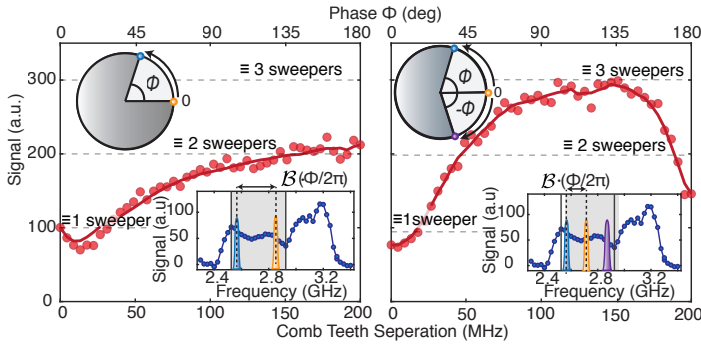 Phase Φ (deg)
0 45 90 135 180 0 45 90 135 180
350
300
200
100
0
Signal (a.u.)
Φ
0
≡ 3 sweepers
≡ 2 sweepers
≡1 sweeper
ℬ·(Φ/2π)
Signal (a.u)
100
50
0
2.4 2.8 3.2
Frequency (GHz)
0 50 100 150 200
Φ
-Φ
0
≡ 3 sweepers
≡ 2 sweepers
≡1sweeper
ℬ·(Φ/2π)
Signal (a.u)
100
50
0
2.4 2.8 3.2
Frequency (GHz)
0 50 100 150 200
Comb Teeth Seperation (MHz)